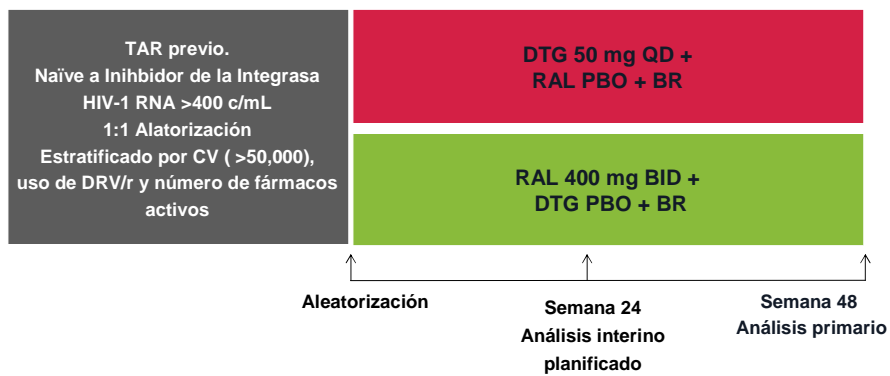 TAR previo.
Naïve a Inihbidor de la Integrasa
HIV-1 RNA >400 c/mL
1:1 Alatorización
Estratificado por CV ( >50,000),
uso de DRV/r y número de fármacos
activos
DTG 50 mg QD +
RAL PBO + BR
RAL 400 mg BID +
DTG PBO + BR
Aleatorización
Semana 24
Análisis interino
planificado
Semana 48
Análisis primario